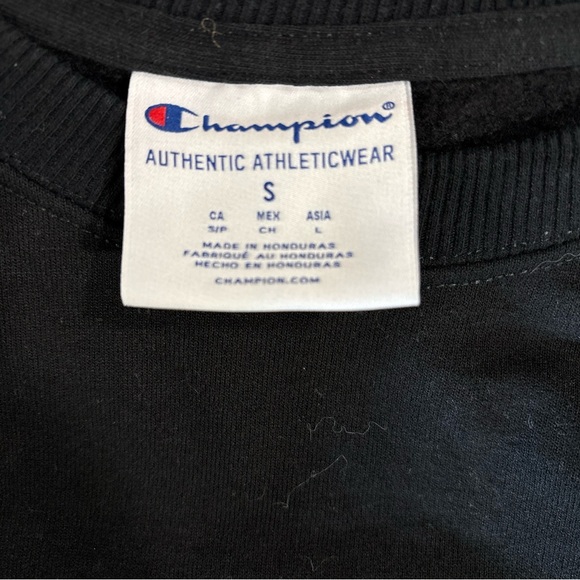 Champion®
AUTHENTIC ATHLETICWEAR
S
CA MEX ASIA
S/P CH L
MADE IN HONDURAS
FABRIQUÉ AU HONDURAS
HECHO EN HONDURAS
CHAMPION.COM